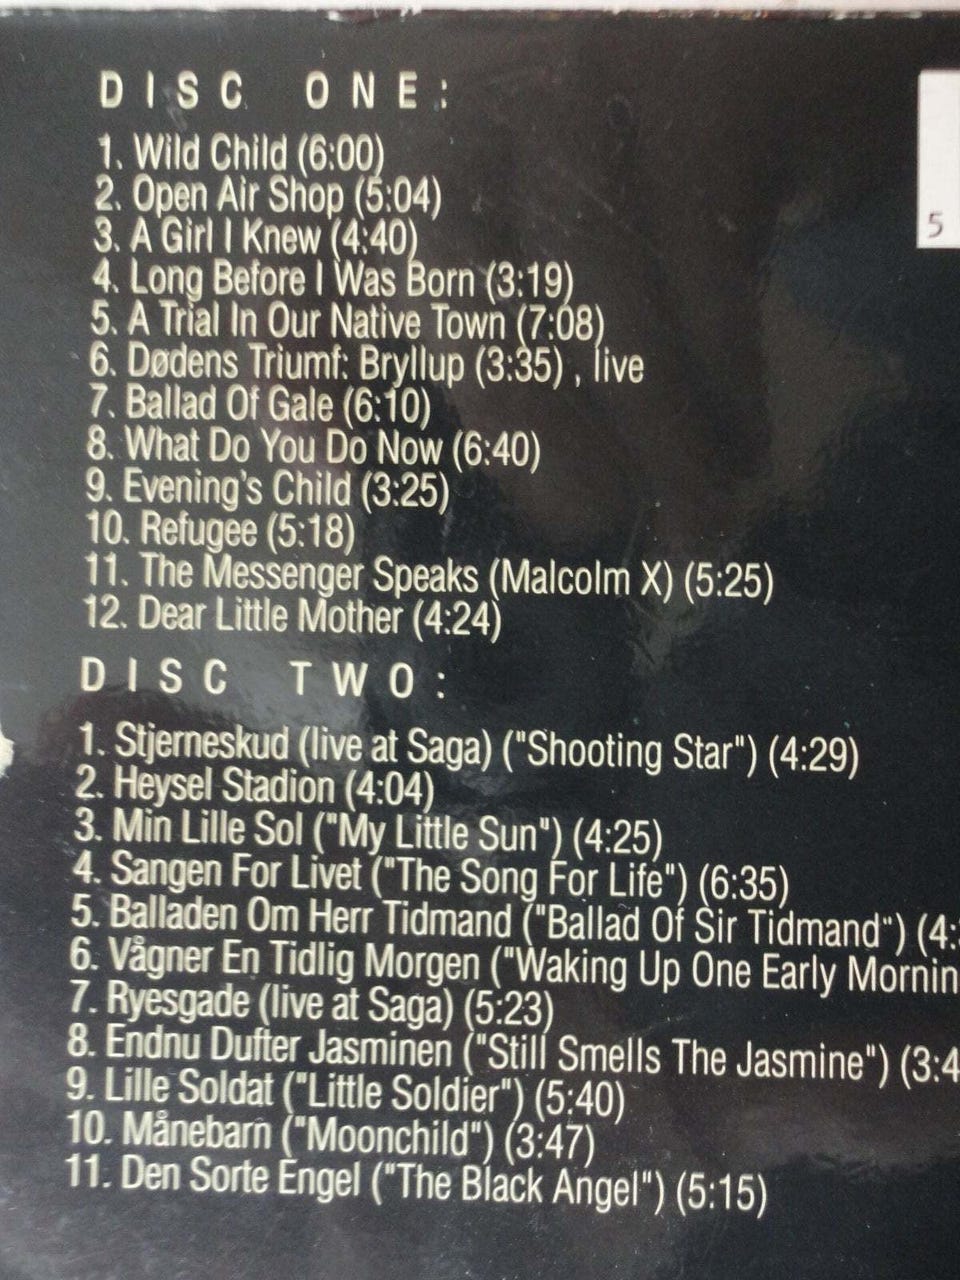 DISC ONE:
5
1. Wild Child (6:00)
2. Open Air Shop (5:04)
3. A Girl I Knew (4:40)
4. Long Before I Was Born (3:19)
5. A Trial In Our Native Town (7:08)
6. Dødens Triumf: Bryllup (3:35) , live
7. Ballad Of Gale (6:10)
8. What Do You Do Now (6:40)
9. Evening's Child (3:25)
10. Refugee (5:18)
11. The Messenger Speaks (Malcolm X) (5:25)
12. Dear Little Mother (4:24)
DISC TWO:
1. Stjerneskud (live at Saga) ("Shooting Star") (4:29)
2. Heysel Stadion (4:04)
3. Min Lille Sol ("My Little Sun") (4:25)
4. Sangen For Livet ("The Song For Life") (6:35)
5. Balladen Om Herr Tidmand ("Ballad Of Sir Tidmand") (4:
6. Vågner En Tidlig Morgen ("Waking Up One Early Mornin
7. Ryesgade (live at Saga) (5:23)
8. Endnu Dufter Jasminen ("Still Smells The Jasmine") (3:4
9. Lille Soldat ("Little Soldier") (5:40)
10. Månebarn ("Moonchild") (3:47)
11. Den Sorte Engel ("The Black Angel") (5:15)